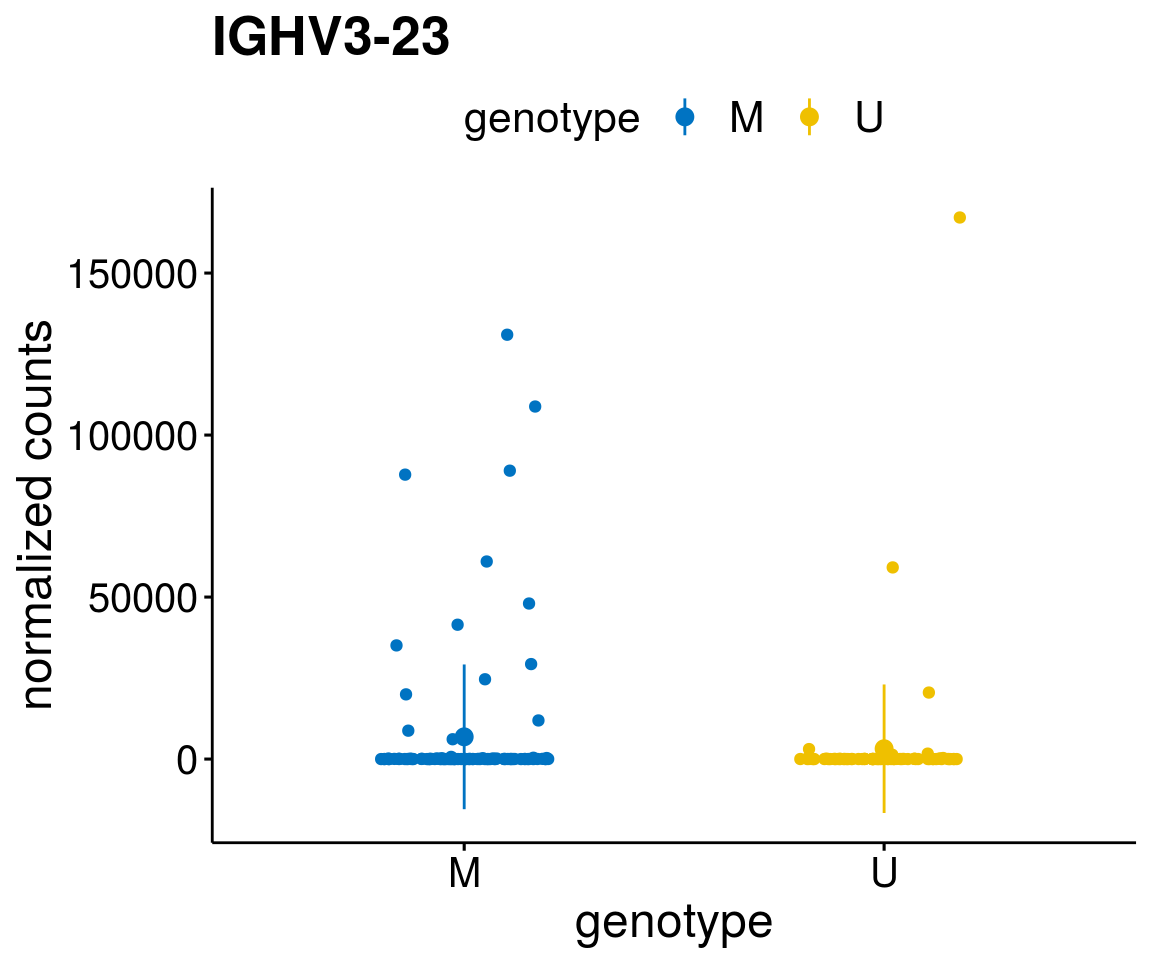 IGHV3-23
genotype M U
normalized counts
150000
100000
50000
0
M U
genotype